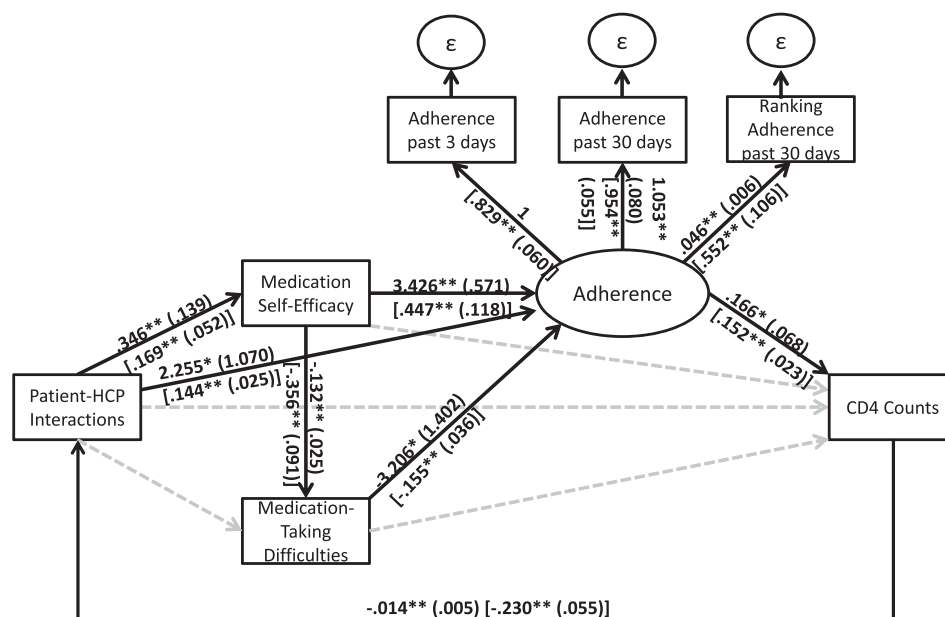 ε
ε
ε
Adherence
past 3 days
Adherence
past 30 days
Ranking
Adherence
past 30 days
1
[.829** (.060)]
1.053**
(.080)
[.954**
(.055)]
.046** (.006)
[.552** (.106)]
Medication
Self-Efficacy
3.426** (.571)
[.447** (.118)]
Adherence
.346** (.139)
[.169** (.052)]
2.255* (1.070)
[.144** (.025)]
.166* (.068)
[.152** (.023)]
Patient-HCP
Interactions
-.132** (.025)
[-.356** (.091)]
-3.206* (1.402)
[-.155** (.036)]
CD4 Counts
Medication-
Taking
Difficulties
-.014** (.005) [-.230** (.055)]